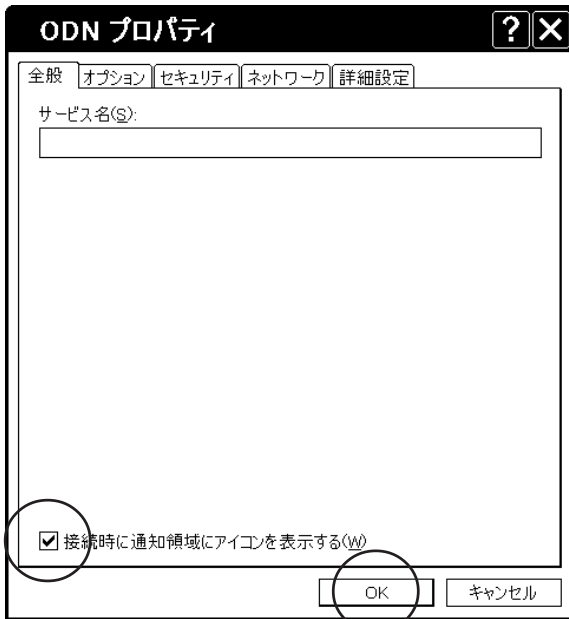 ODN プロパティ
全般 オプション セキュリティ ネットワーク 詳細設定
サービス名(S):
接続時に通知領域にアイコンを表示する(W)
OK キャンセル